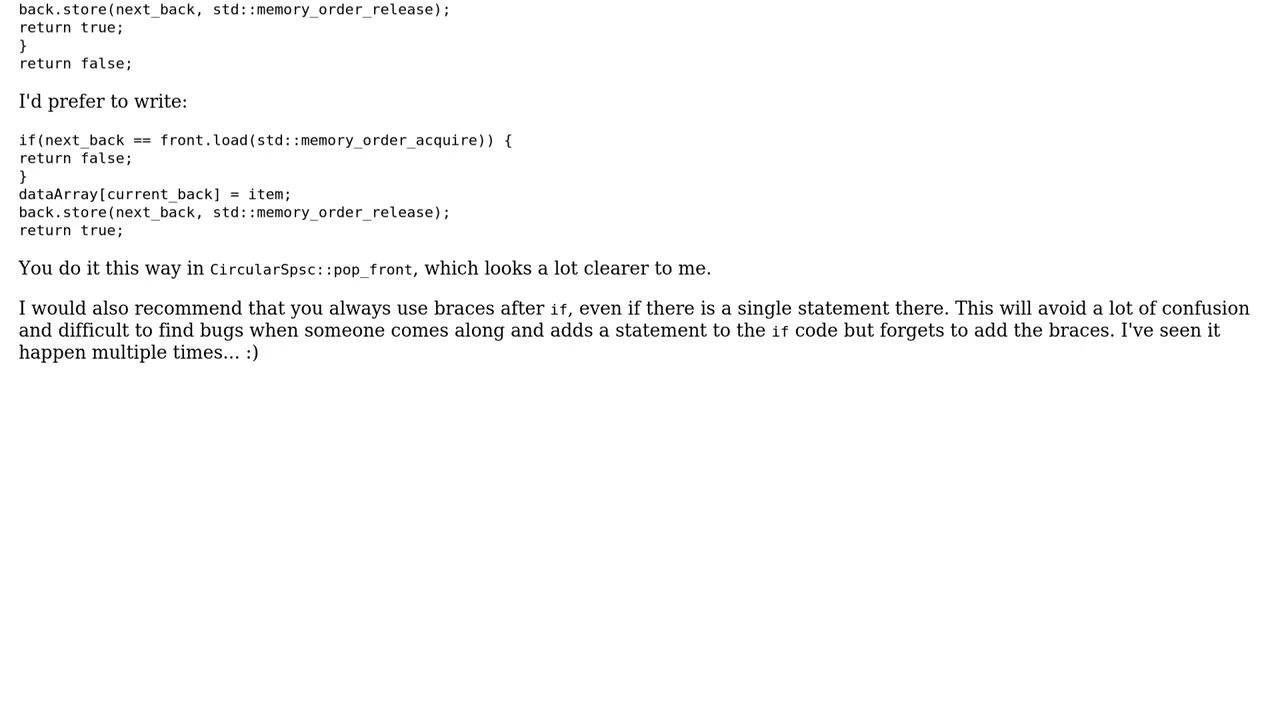 back.store(next_back, std::memory_order_release);
return true;
}
return false;
I'd prefer to write:
if(next_back == front.load(std::memory_order_acquire)) {
return false;
}
dataArray[current_back] = item;
back.store(next_back, std::memory_order_release);
return true;
You do it this way in CircularSpsc::pop_front, which looks a lot clearer to me.
I would also recommend that you always use braces after if, even if there is a single statement there. This will avoid a lot of confusion
and difficult to find bugs when someone comes along and adds a statement to the if code but forgets to add the braces. I've seen it
happen multiple times... :)